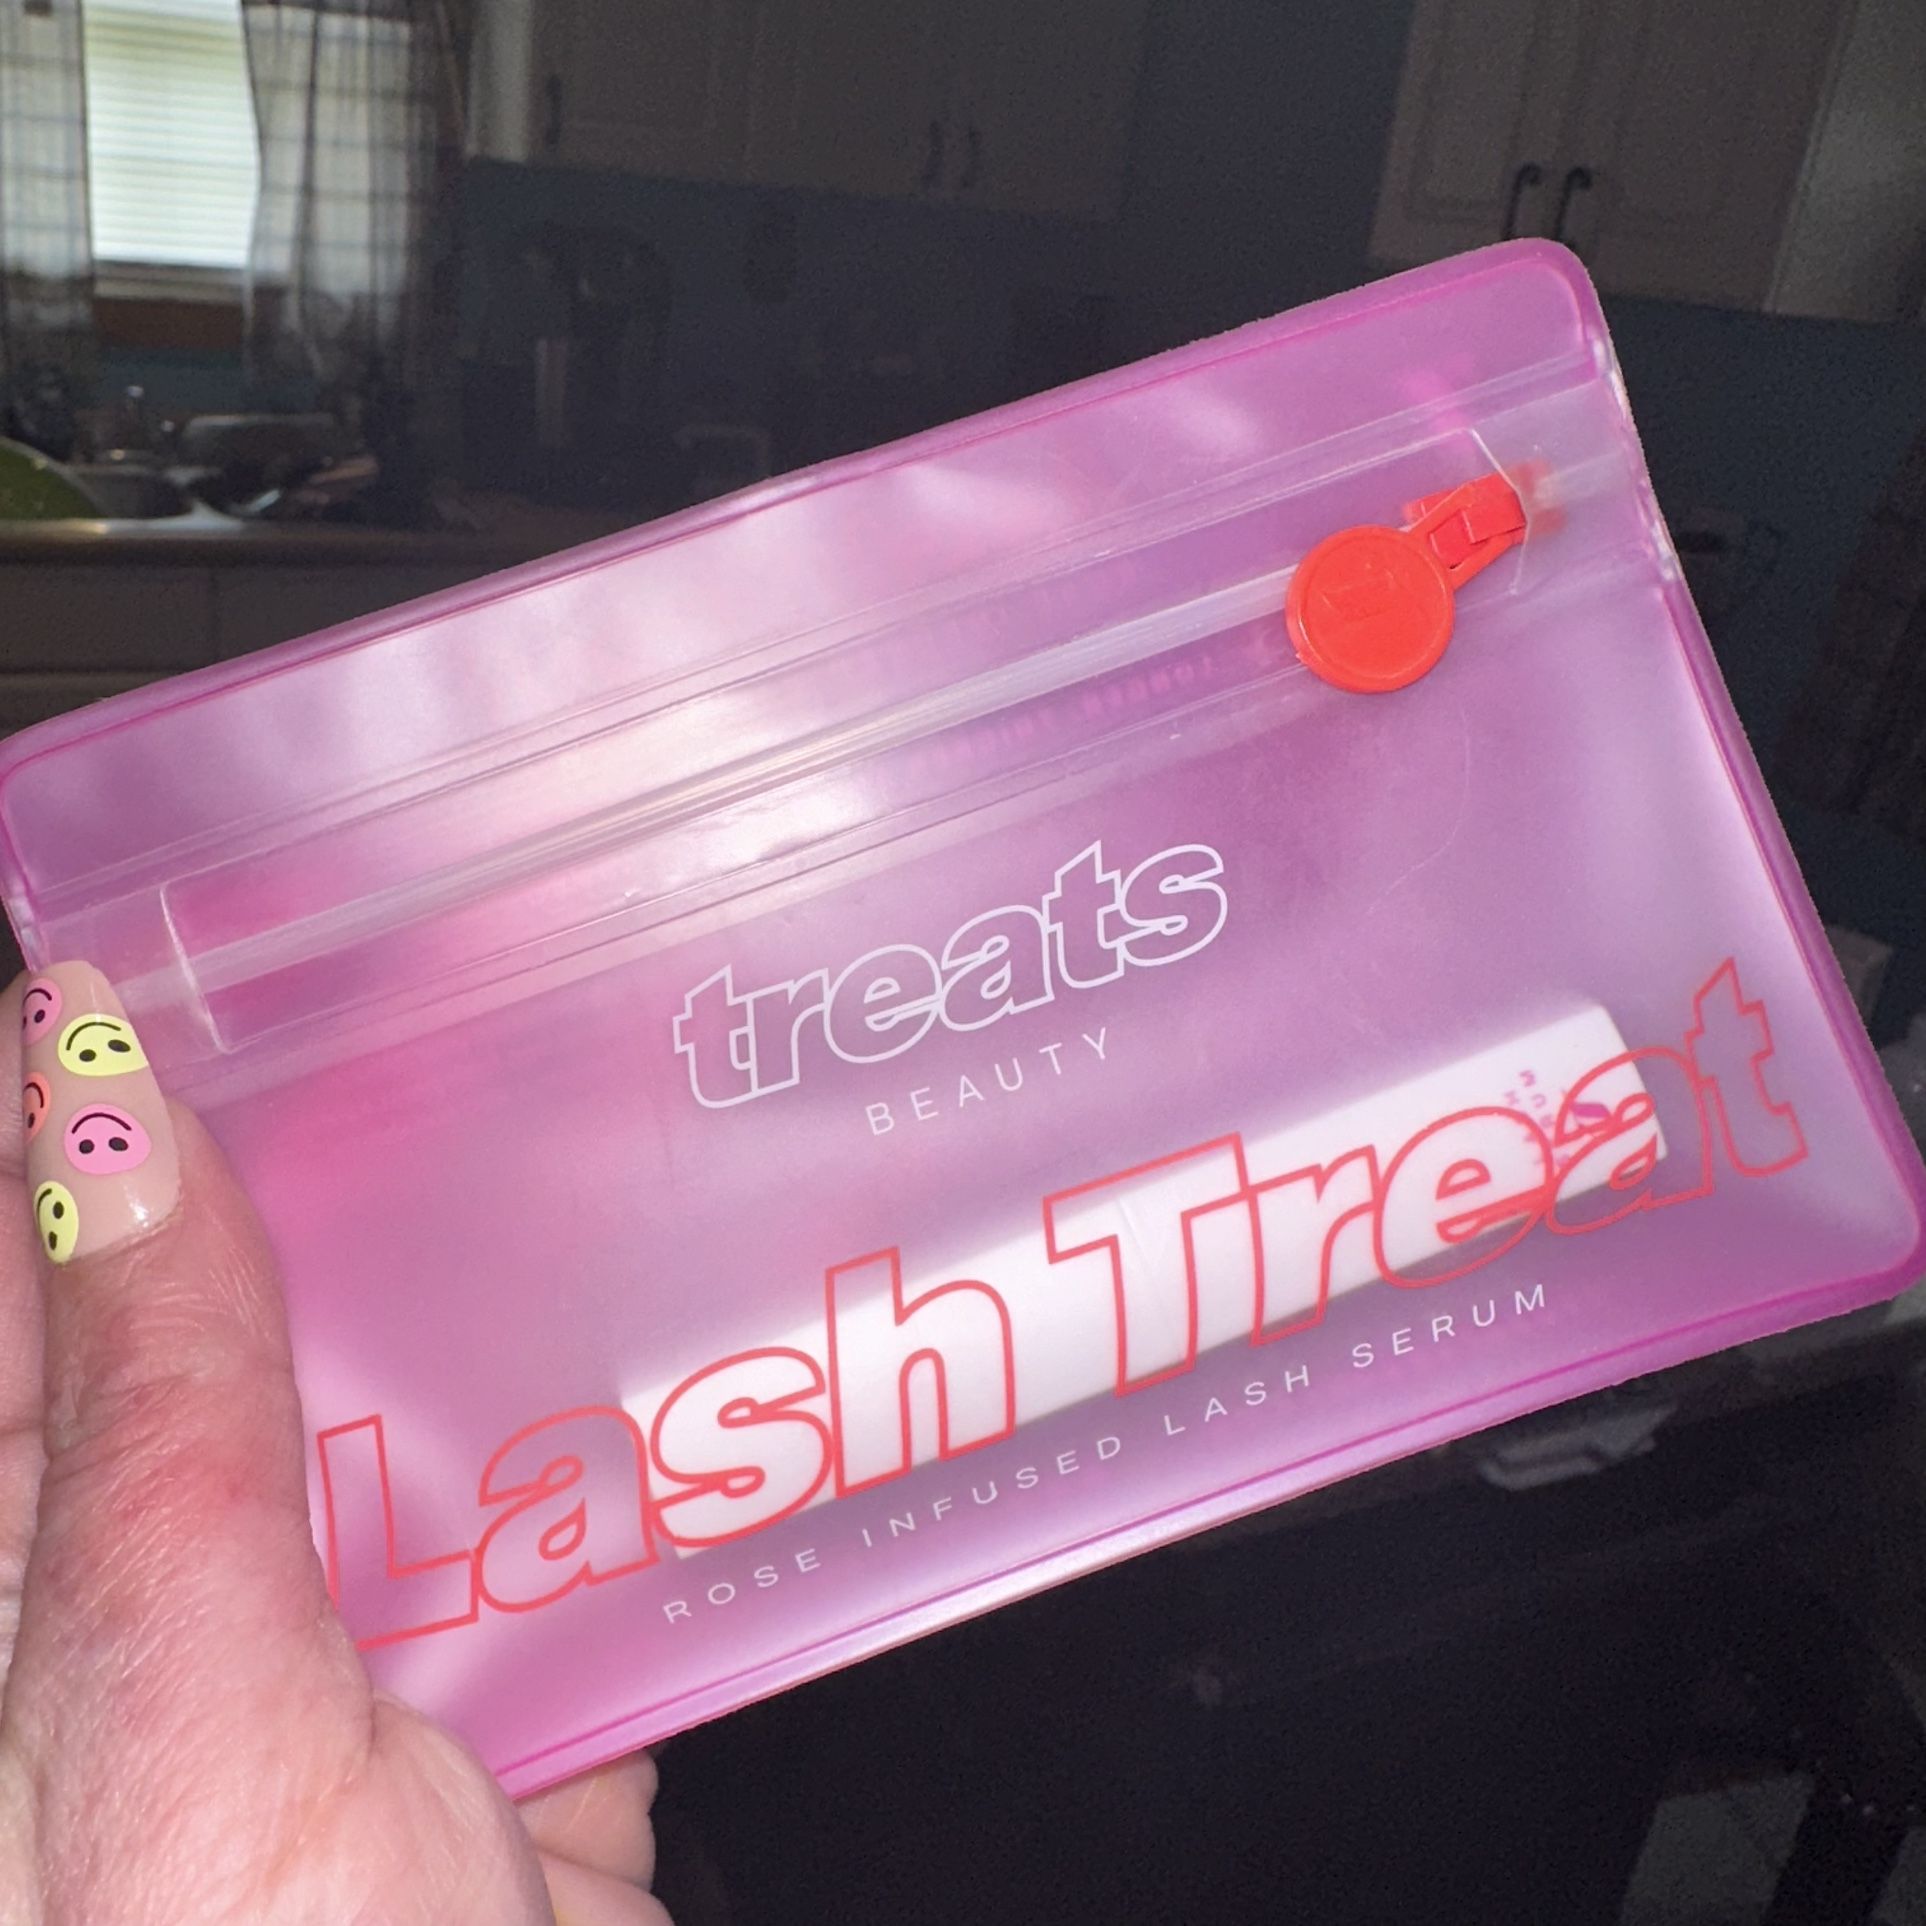 treats
BEAUTY
Lash Treat
ROSE INFUSED LASH SERUM